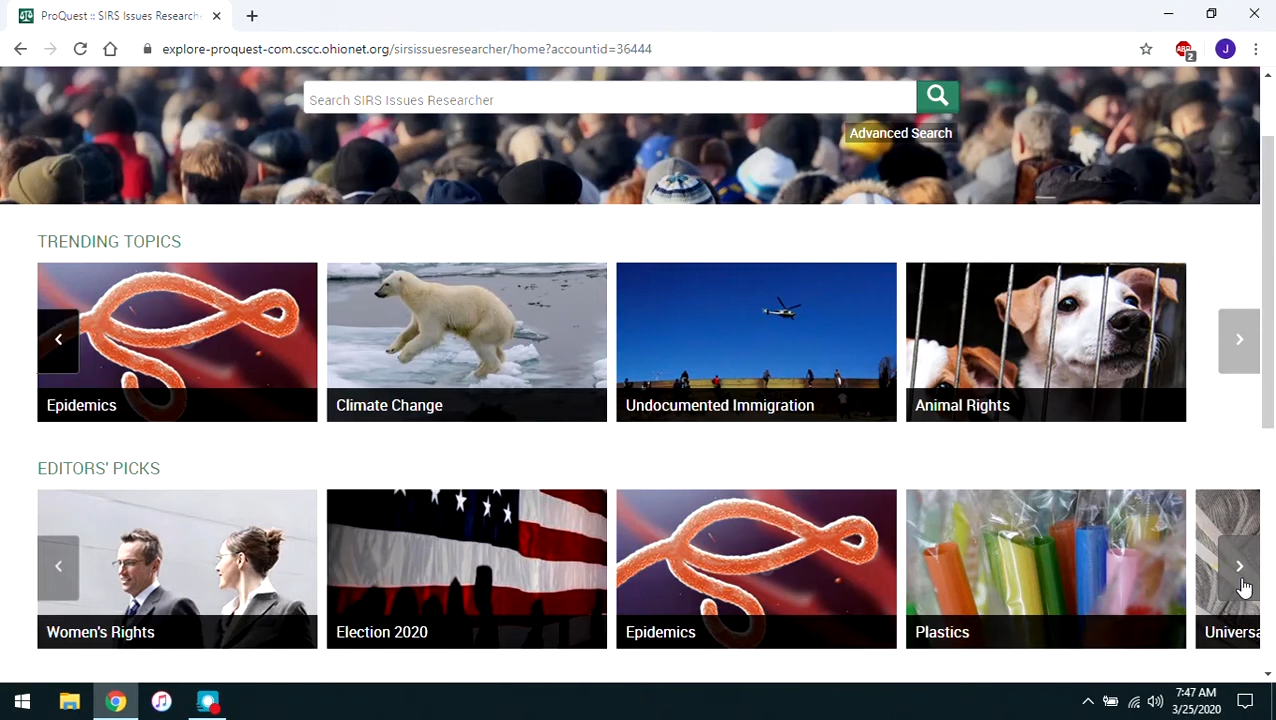 ProQuest :: SIRS Issues Research
explore-proquest-com.cscc.ohionet.org/sirsissuesresearcher/home?accountid=36444
ABP
2
J
Search SIRS Issues Researcher
Advanced Search
TRENDING TOPICS
Epidemics
Climate Change
Undocumented Immigration
Animal Rights
EDITORS' PICKS
Women's Rights
Election 2020
Epidemics
Plastics
Universa
7:47 AM
3/25/2020